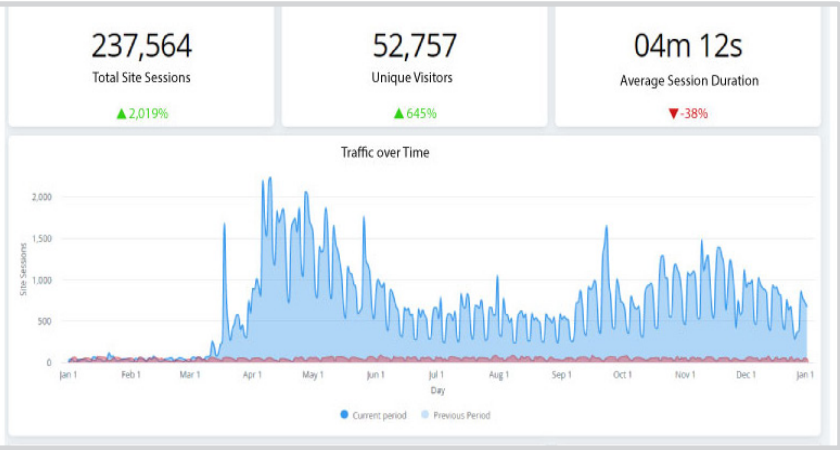 237,564
Total Site Sessions
▲2,019%
52,757
Unique Visitors
▲645%
04m 12s
Average Session Duration
▼-38%
Traffic over Time
Site Sessions
2,000
1,500
1,000
500
0
Jan 1 Feb 1 Mar 1 Apr 1 May 1 Jun 1 Jul 1 Aug 1 Sep 1 Oct 1 Nov 1 Dec 1 Jan 1
Day
Current period Previous Period